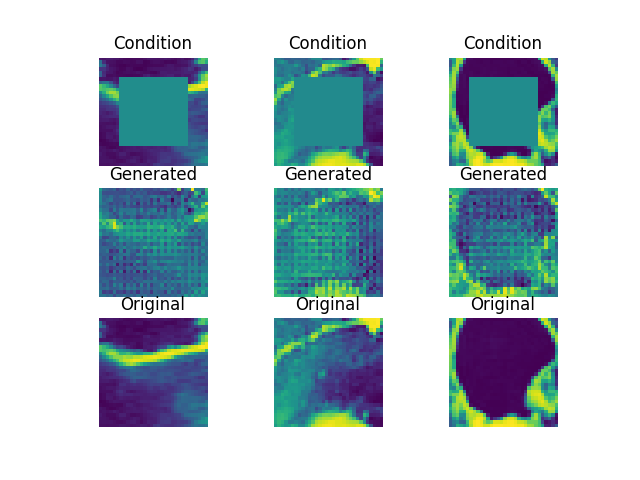 Condition Condition Condition
Generated Generated Generated
Original Original Original